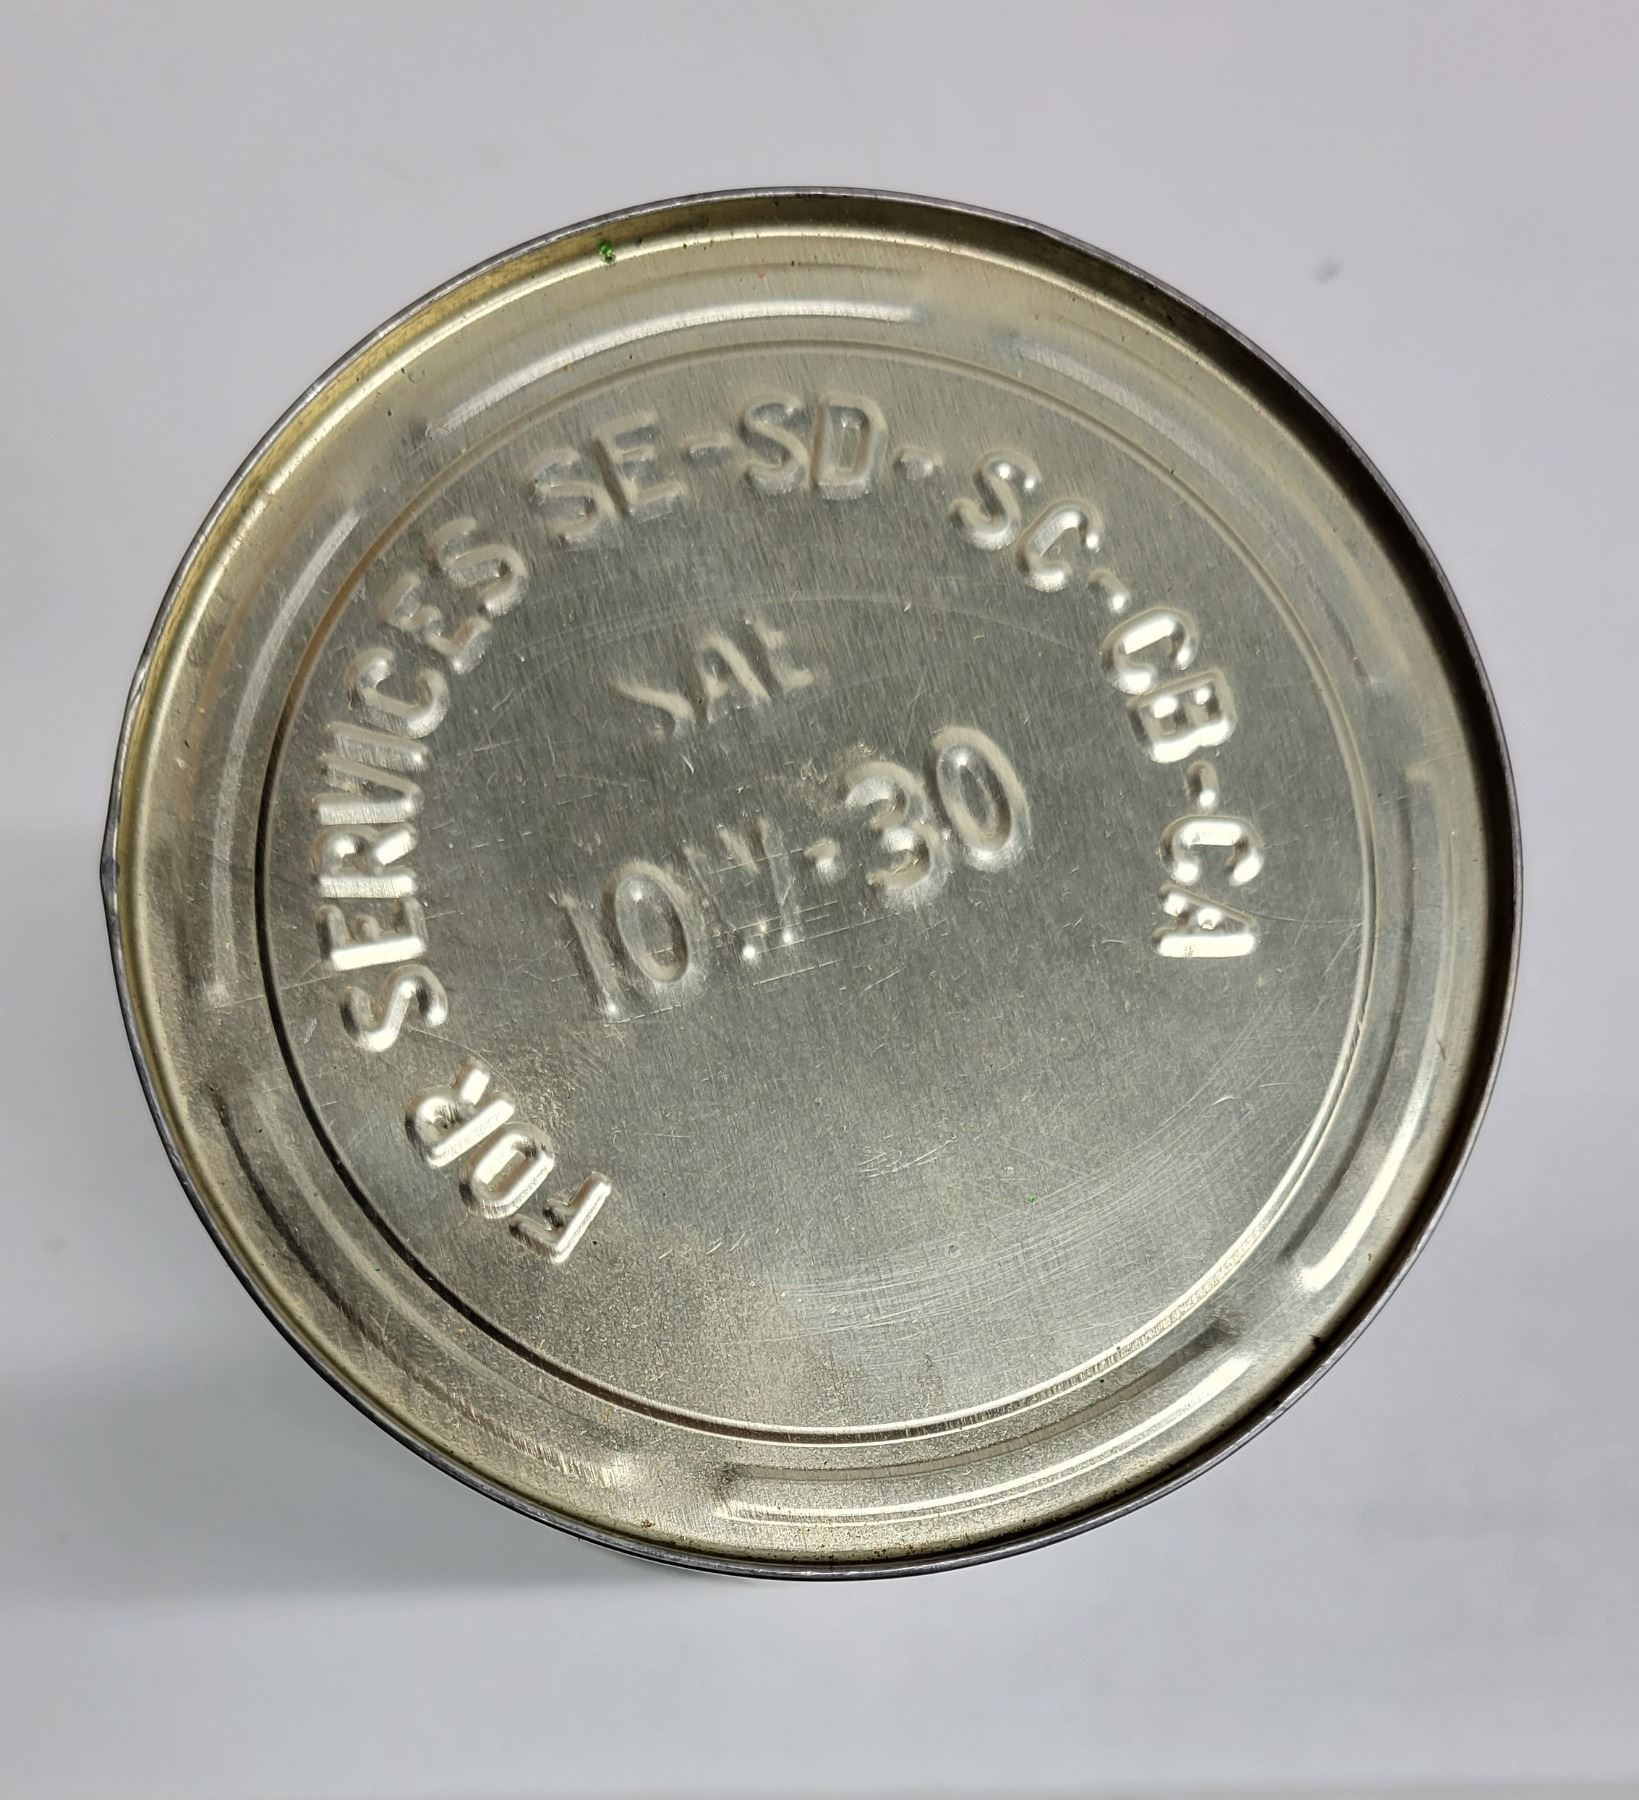 FOR SERVICES SE-SD-SC-CB-CA
SAE
10W-30